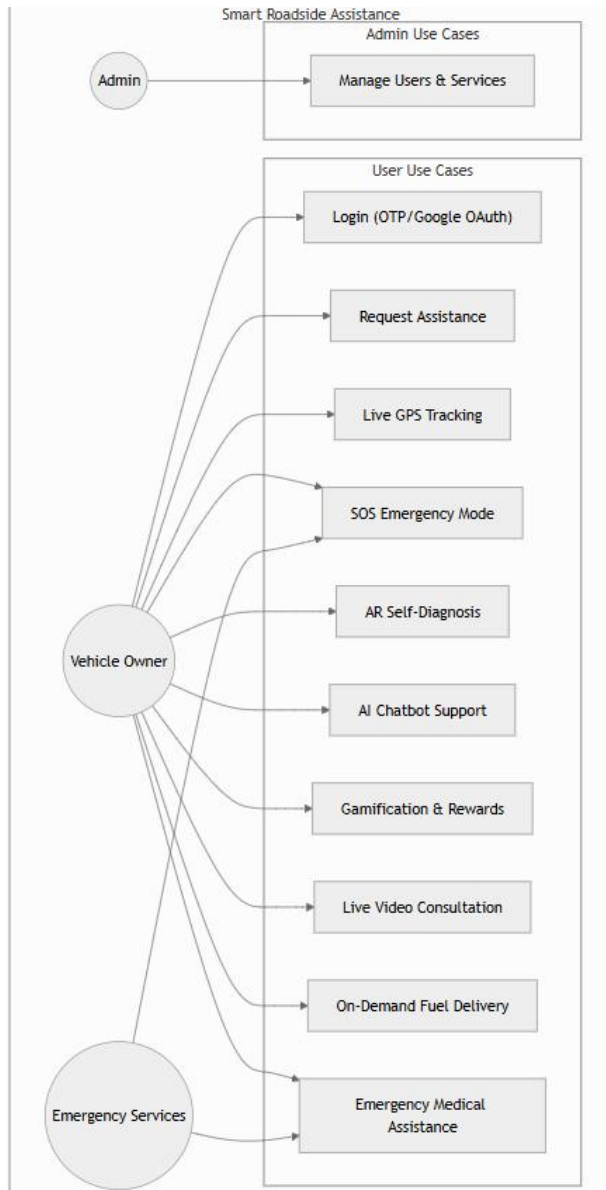 Smart Roadside Assistance
Admin Use Cases
Admin
Manage Users & Services
User Use Cases
Login (OTP/Google OAuth)
Request Assistance
Live GPS Tracking
SOS Emergency Mode
AR Self-Diagnosis
Vehicle Owner
AI Chatbot Support
Gamification & Rewards
Live Video Consultation
On-Demand Fuel Delivery
Emergency Services
Emergency Medical
Assistance